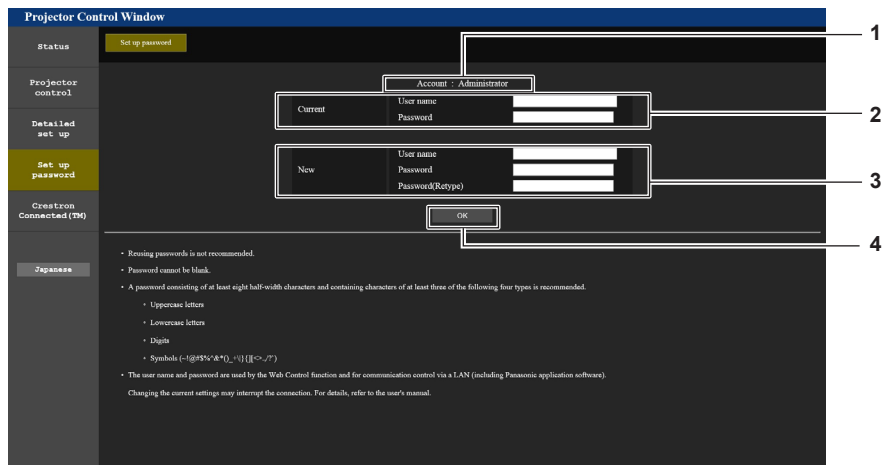 Projector Control Window
Status
Projector
control
Detailed
set up
Set up
password
Crestron
Connected(TM)
Japanese
Set up password
1
Account : Administrator
Current
User name
Password
2
New
User name
Password
Password(Retype)
3
OK
4
• Reusing passwords is not recommended.
• Password cannot be blank.
• A password consisting of at least eight half-width characters and containing characters of at least three of the following four types is recommended.
• Uppercase letters
• Lowercase letters
• Digits
• Symbols
• The user name and password are used by the Web Control function and for communication control via a LAN (including Panasonic application software).
Changing the current settings may interrupt the connection. For details, refer to the user's manual.